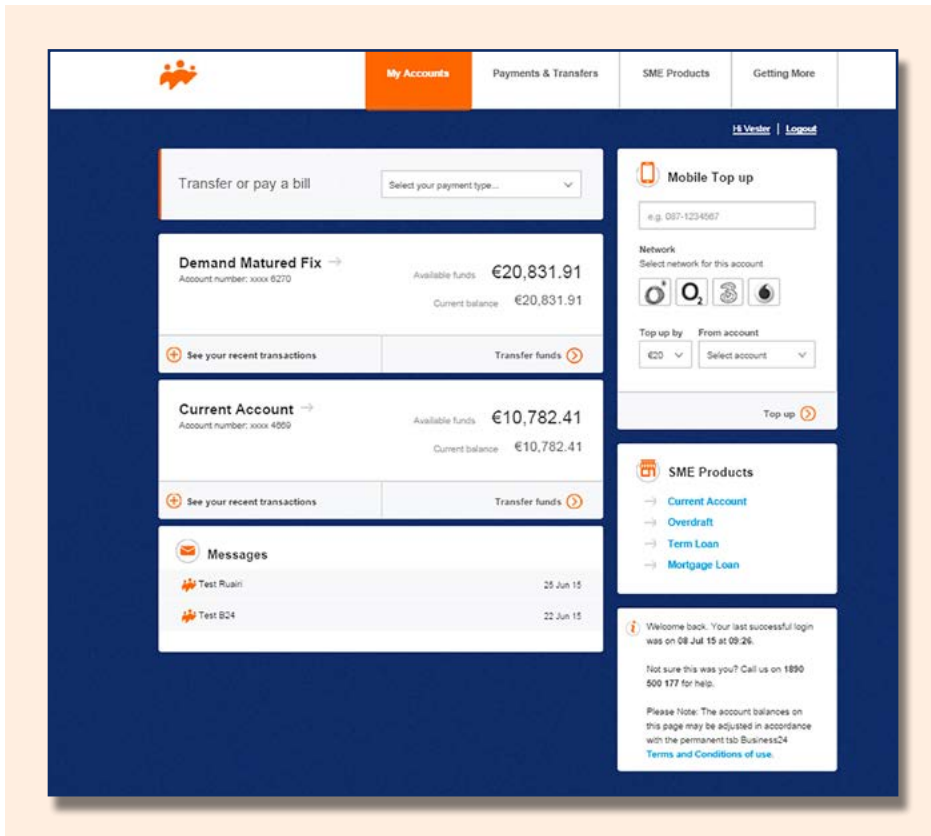 My Accounts
Payments & Transfers
SME Products
Getting More
Hi Vester | Logout
Transfer or pay a bill
Select your payment type...
Demand Matured Fix
Account number: xxxx 6270
Available funds €20,831.91
Current balance €20,831.91
See your recent transactions
Transfer funds
Current Account
Account number: xxxx 4669
Available funds €10,782.41
Current balance €10,782.41
See your recent transactions
Transfer funds
Messages
Test Ruairi 25 Jun 15
Test B24 22 Jun 15
Mobile Top up
e.g. 087-1234567
Network
Select network for this account
O2
3
Top up by From account
€20 Select account
Top up
SME Products
Current Account
Overdraft
Term Loan
Mortgage Loan
Welcome back. Your last successful login
was on 08 Jul 15 at 09:26.
Not sure this was you? Call us on 1890
500 177 for help.
Please Note: The account balances on
this page may be adjusted in accordance
with the permanent tsb Business24
Terms and Conditions of use.